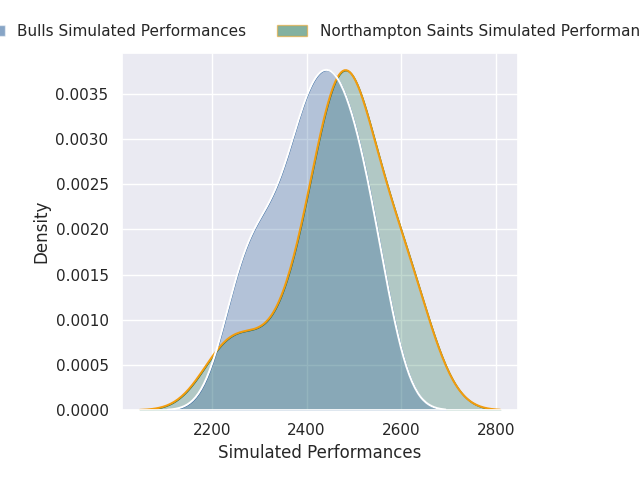 Bulls Simulated Performances
Northampton Saints Simulated Performan
0.0035
0.0030
0.0025
0.0020
0.0015
0.0010
0.0005
0.0000
Density
2200 2400 2600 2800
Simulated Performances